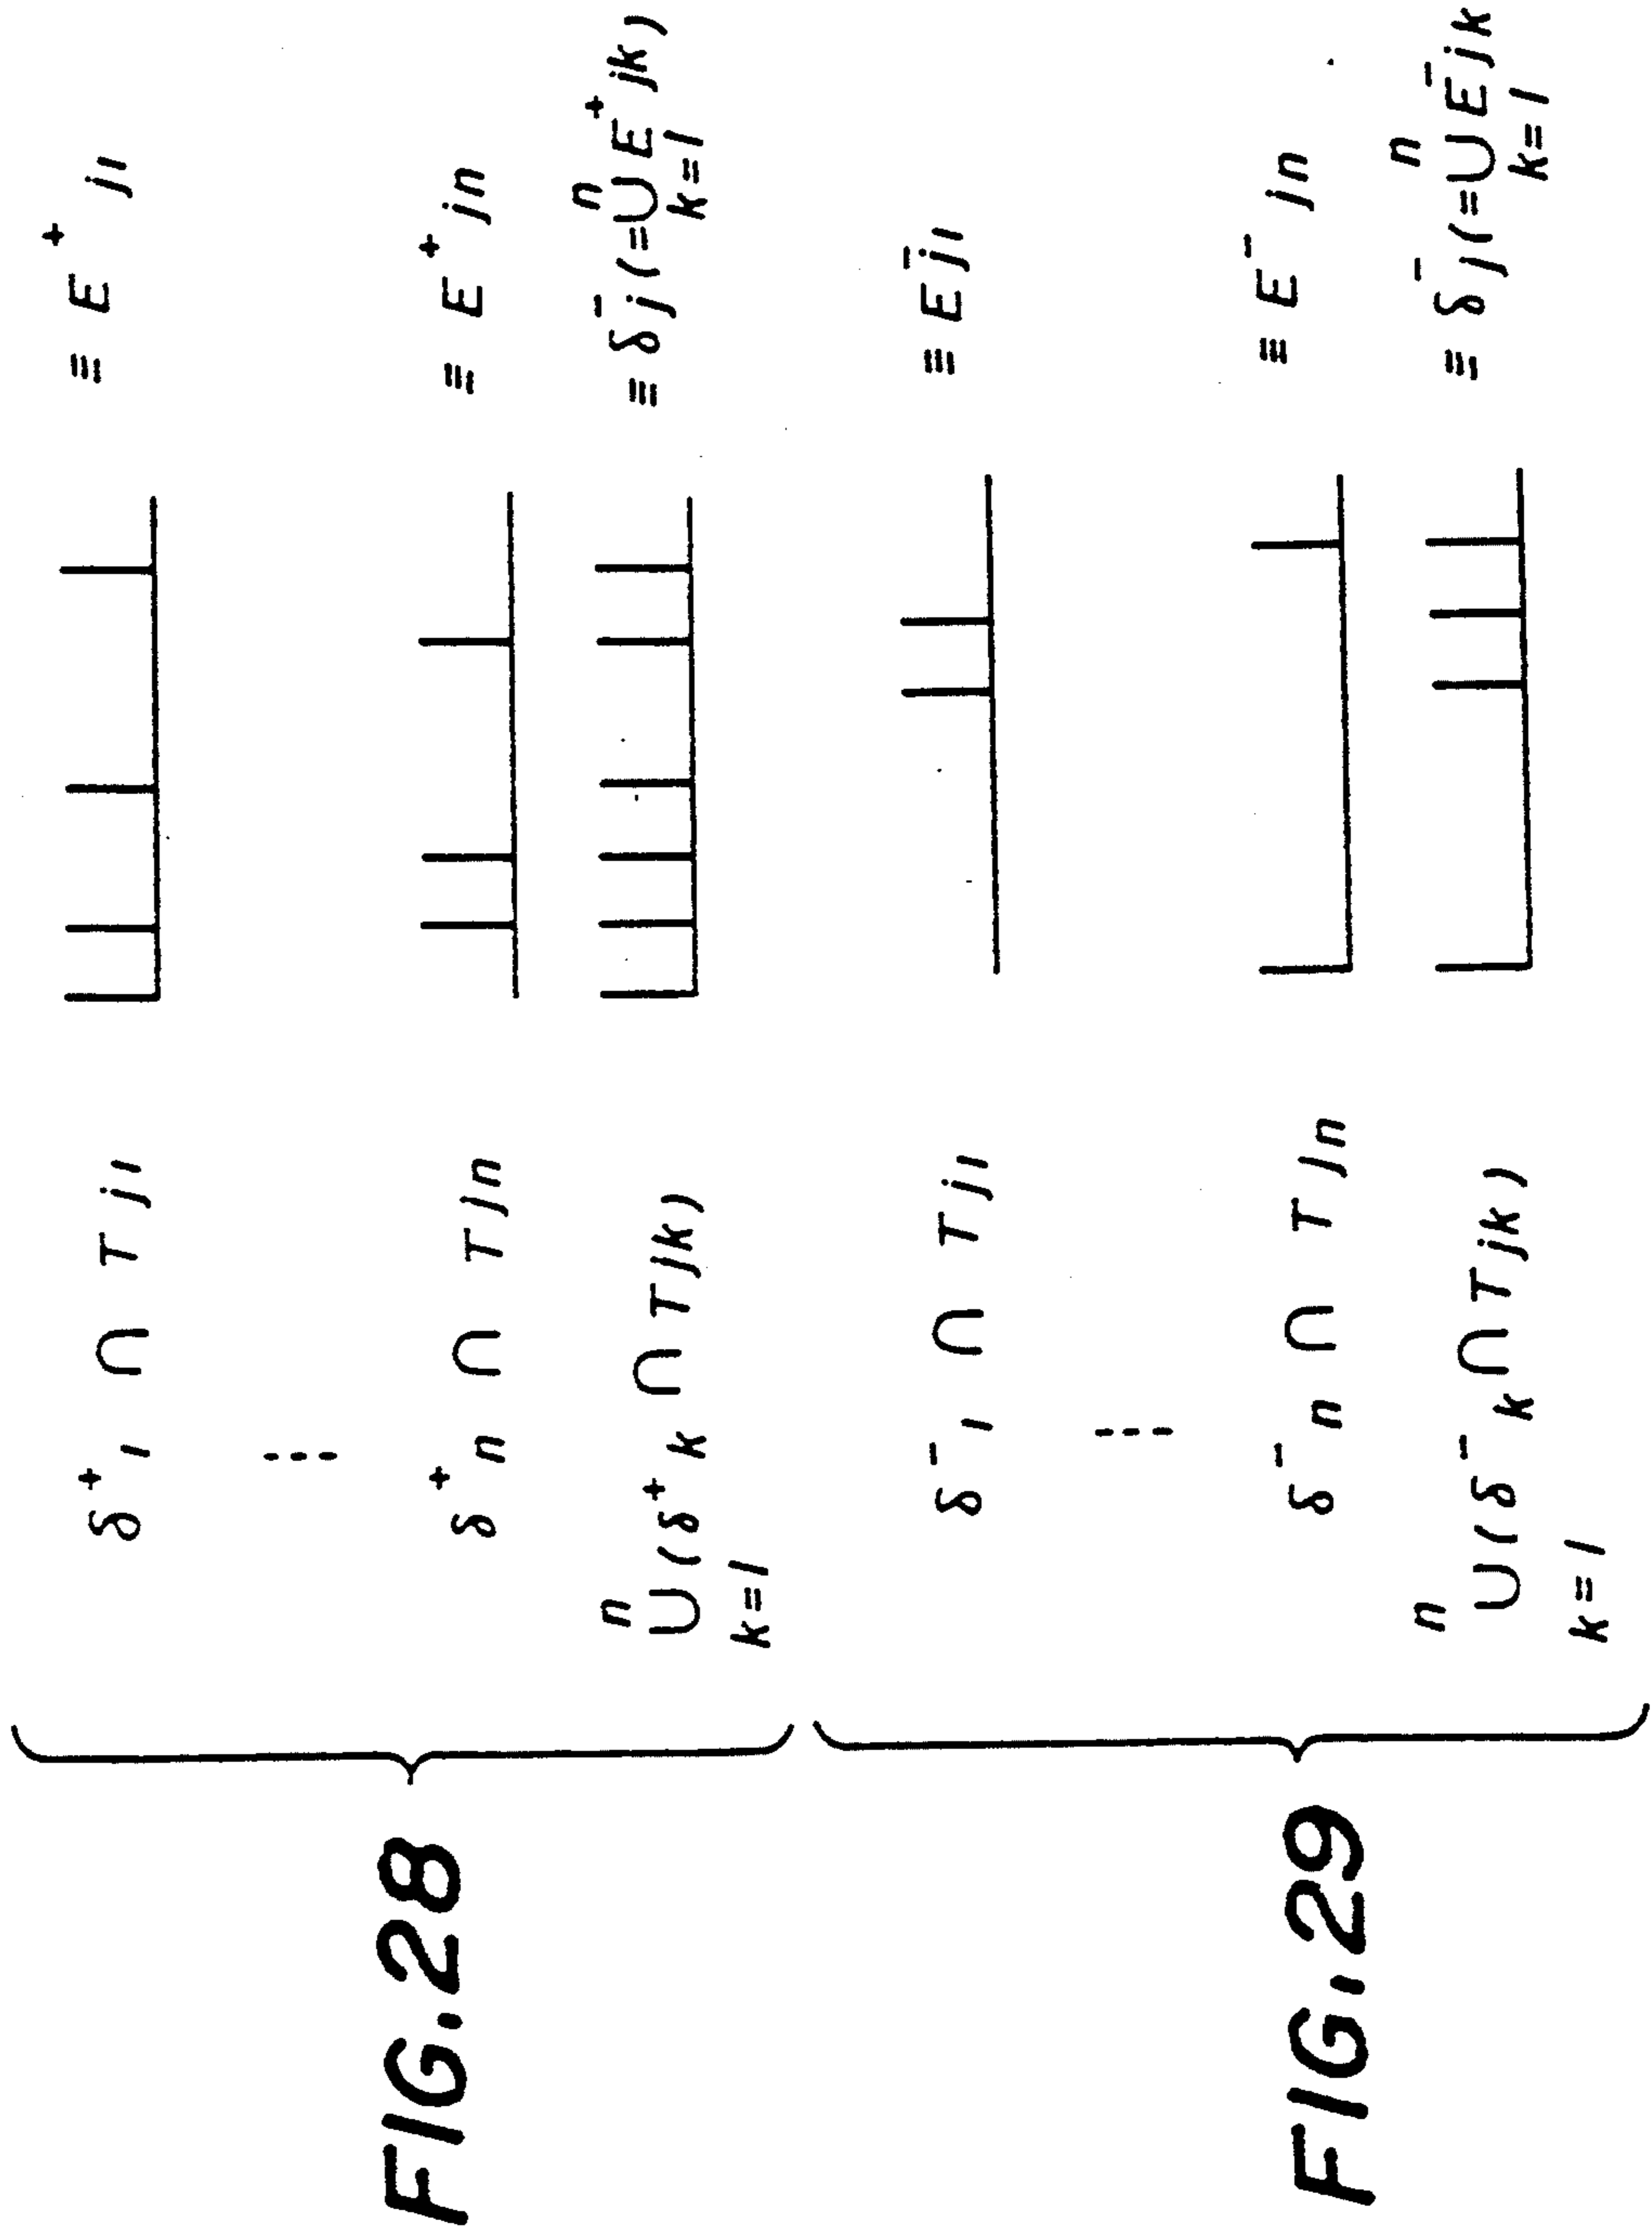 FIG. 28
δ⁺₁ ∩ Tj₁ ≡ E⁺j₁
⋮
δ⁺n ∩ Tjn ≡ E⁺jn
n
∪(δ⁺k ∩ Tjk) ≡ δ⁻j(=∪E⁺jk)
k=1
n
k=1
FIG. 29
δ⁻₁ ∩ Tj₁ ≡ E⁻j₁
⋮
δ⁻n ∩ Tjn ≡ E⁻jn
n
∪(δ⁻k ∩ Tjk) ≡ δ⁻j(=∪E⁻jk
k=1
n
k=1